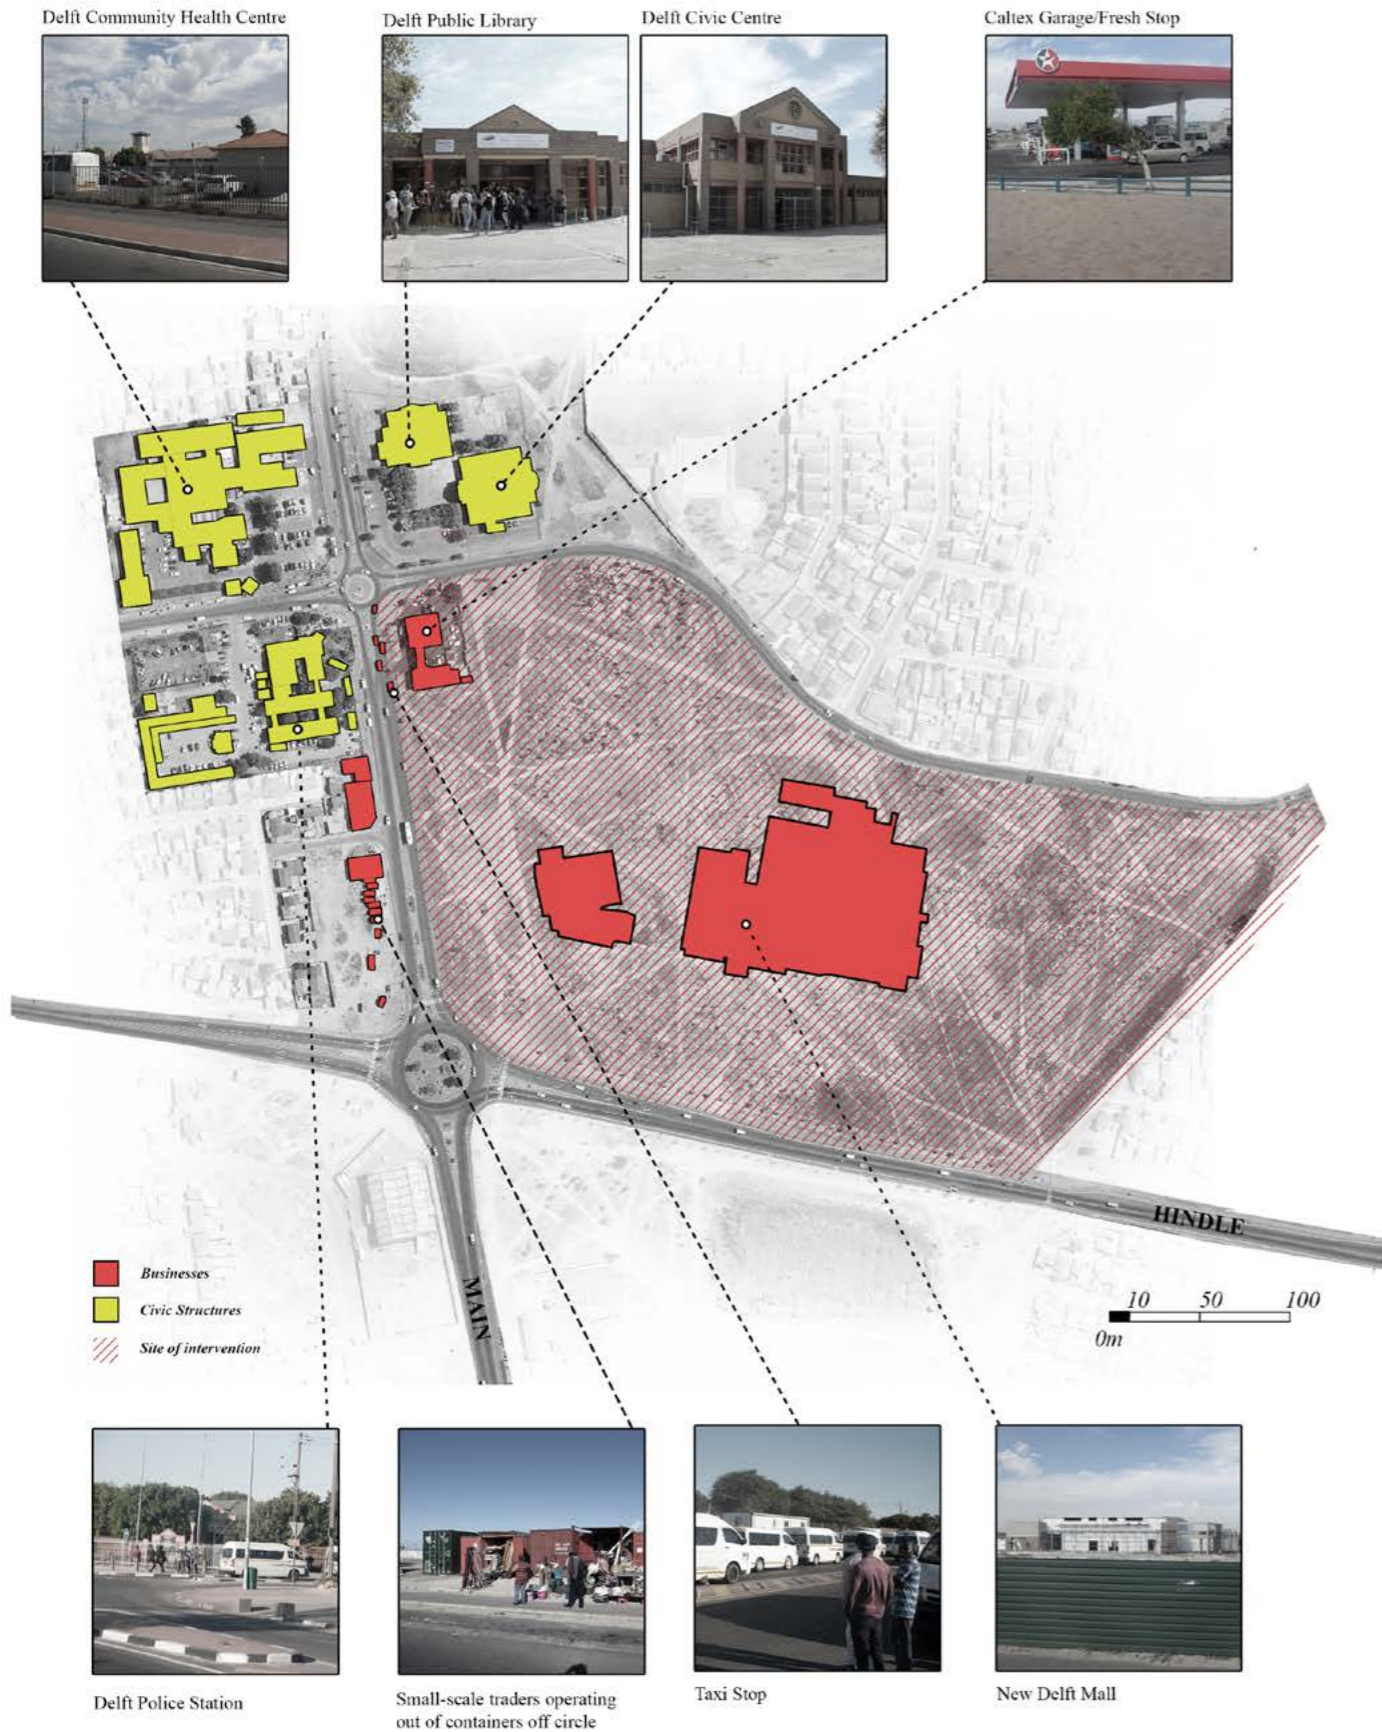 Delft Community Health Centre
Delft Public Library
Delft Civic Centre
Caltex Garage/Fresh Stop
HINDLE
MAIN
Businesses
Civic Structures
Site of intervention
10 50 100
0m
Delft Police Station
Small-scale traders operating
out of containers off circle
Taxi Stop
New Delft Mall